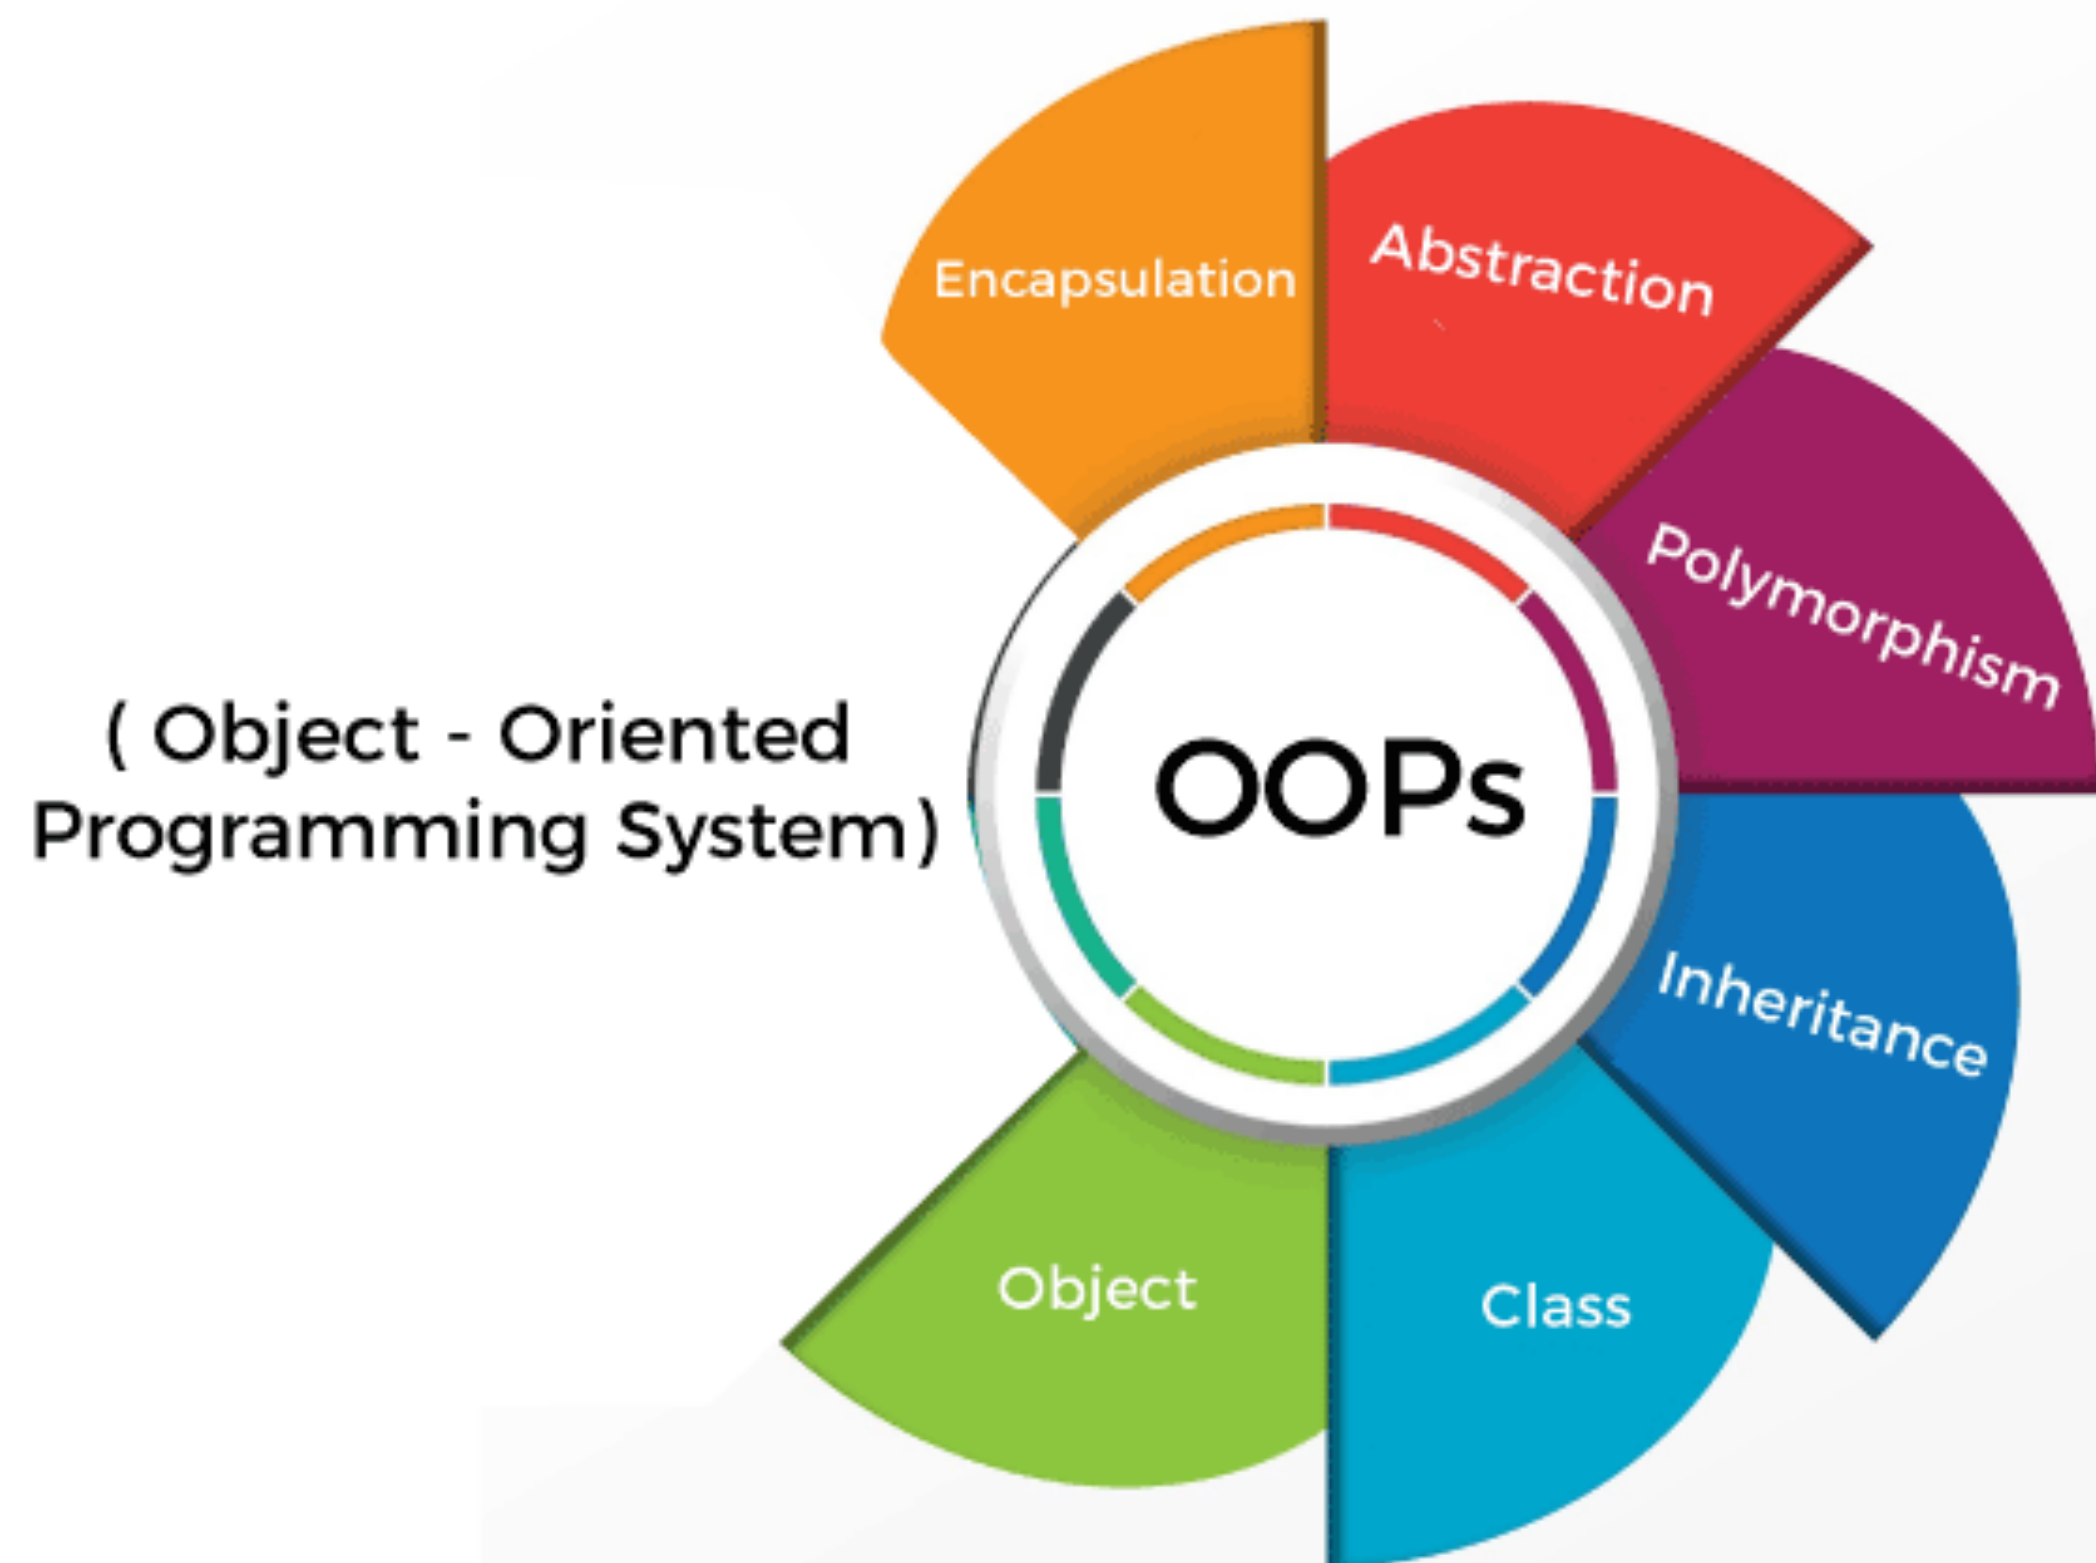 Encapsulation
Abstraction
Polymorphism
( Object - Oriented
Programming System)
OOPs
Inheritance
Object
Class